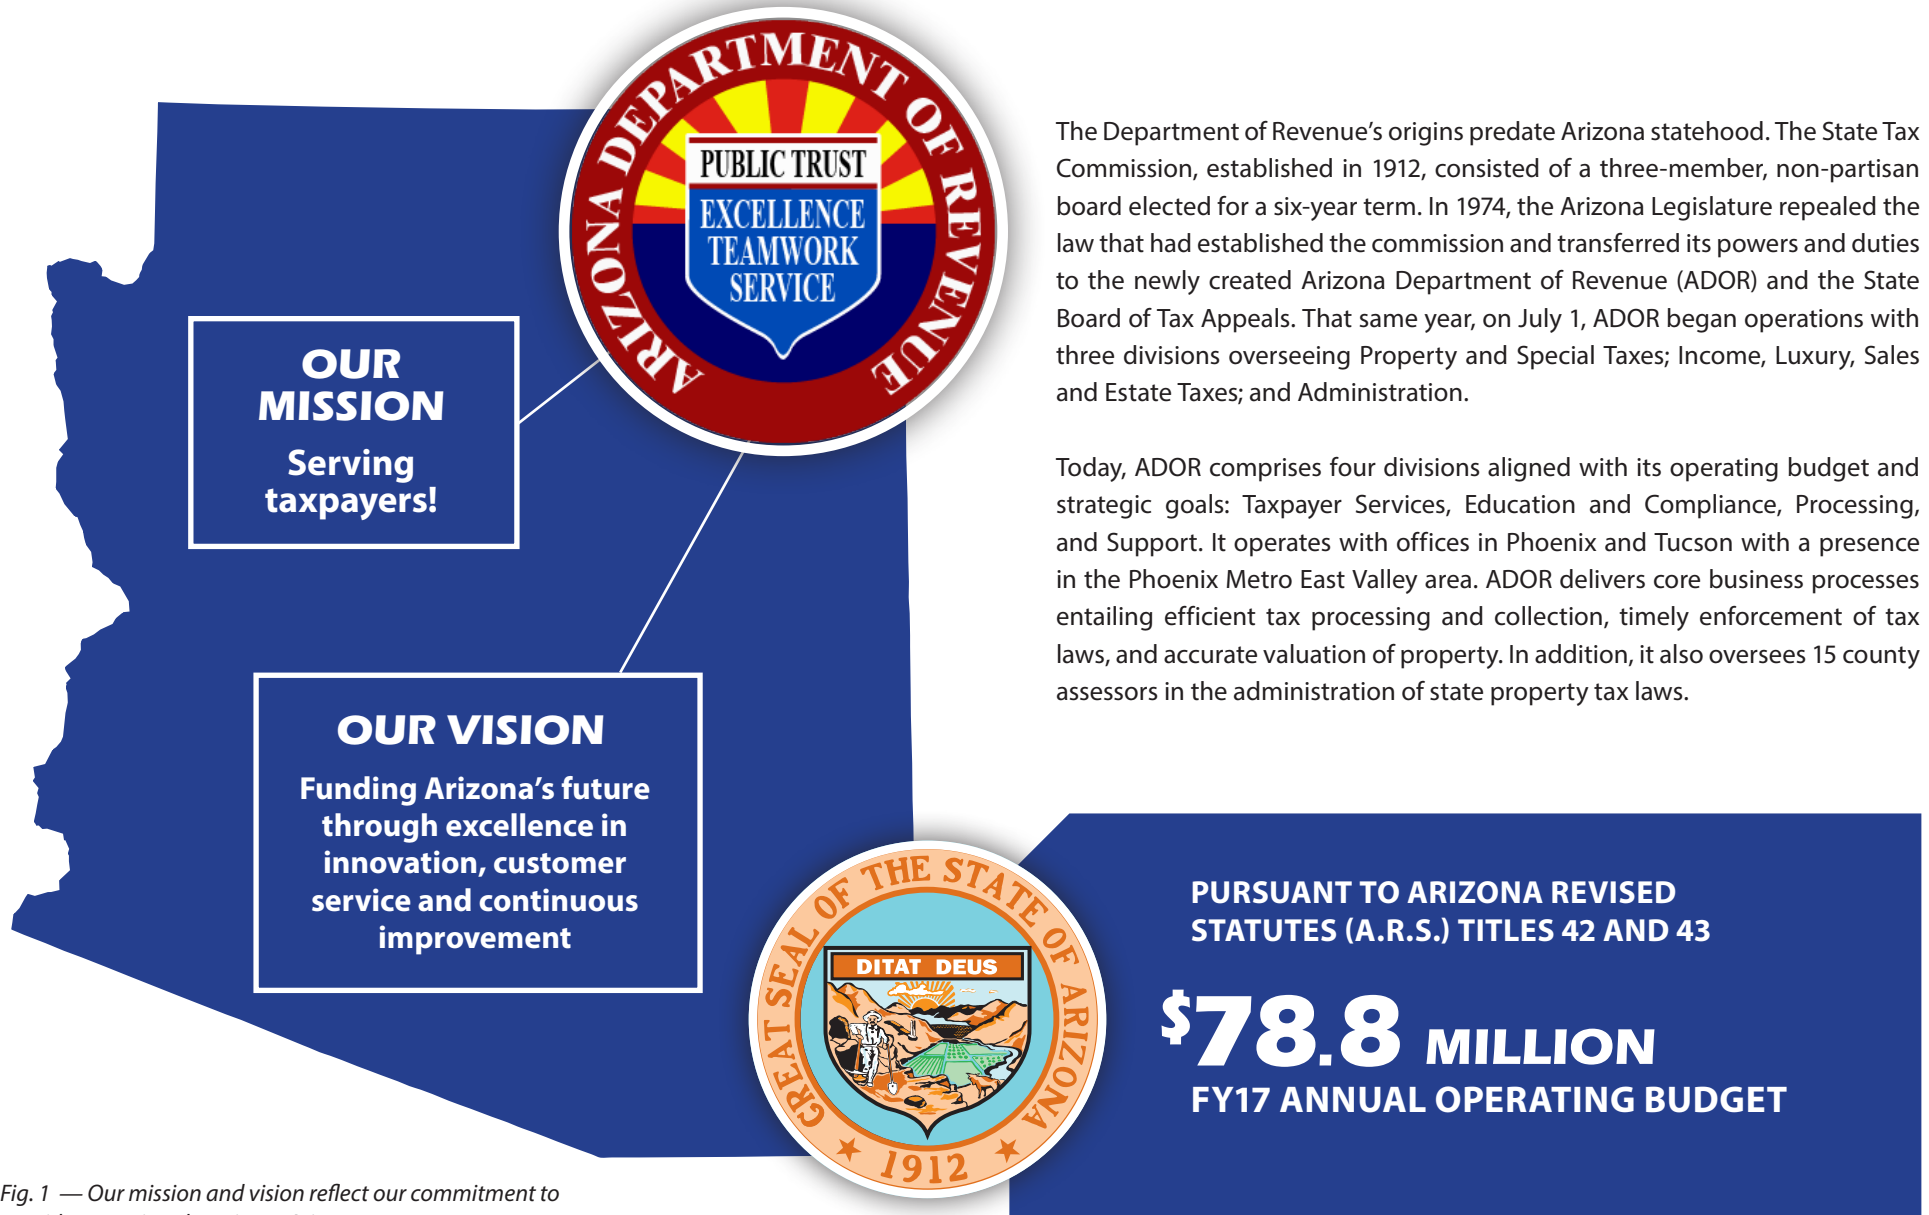 ARIZONA DEPARTMENT OF REVENUE
PUBLIC TRUST
EXCELLENCE
TEAMWORK
SERVICE
OUR
MISSION
Serving
taxpayers!
OUR VISION
Funding Arizona’s future
through excellence in
innovation, customer
service and continuous
improvement
The Department of Revenue’s origins predate Arizona statehood. The State Tax
Commission, established in 1912, consisted of a three-member, non-partisan
board elected for a six-year term. In 1974, the Arizona Legislature repealed the
law that had established the commission and transferred its powers and duties
to the newly created Arizona Department of Revenue (ADOR) and the State
Board of Tax Appeals. That same year, on July 1, ADOR began operations with
three divisions overseeing Property and Special Taxes; Income, Luxury, Sales
and Estate Taxes; and Administration.
Today, ADOR comprises four divisions aligned with its operating budget and
strategic goals: Taxpayer Services, Education and Compliance, Processing,
and Support. It operates with offices in Phoenix and Tucson with a presence
in the Phoenix Metro East Valley area. ADOR delivers core business processes
entailing efficient tax processing and collection, timely enforcement of tax
laws, and accurate valuation of property. In addition, it also oversees 15 county
assessors in the administration of state property tax laws.
GREAT SEAL OF THE STATE OF ARIZONA
DITAT DEUS
1912
PURSUANT TO ARIZONA REVISED
STATUTES (A.R.S.) TITLES 42 AND 43
$78.8 MILLION
FY17 ANNUAL OPERATING BUDGET
Fig. 1 — Our mission and vision reflect our commitment to